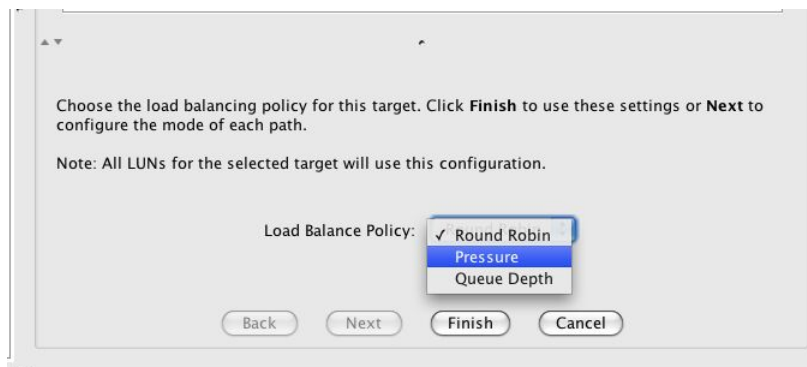 Choose the load balancing policy for this target. Click Finish to use these settings or Next to
configure the mode of each path.
Note: All LUNs for the selected target will use this configuration.
Load Balance Policy:
✓ Round Robin
Pressure
Queue Depth
Back Next Finish Cancel